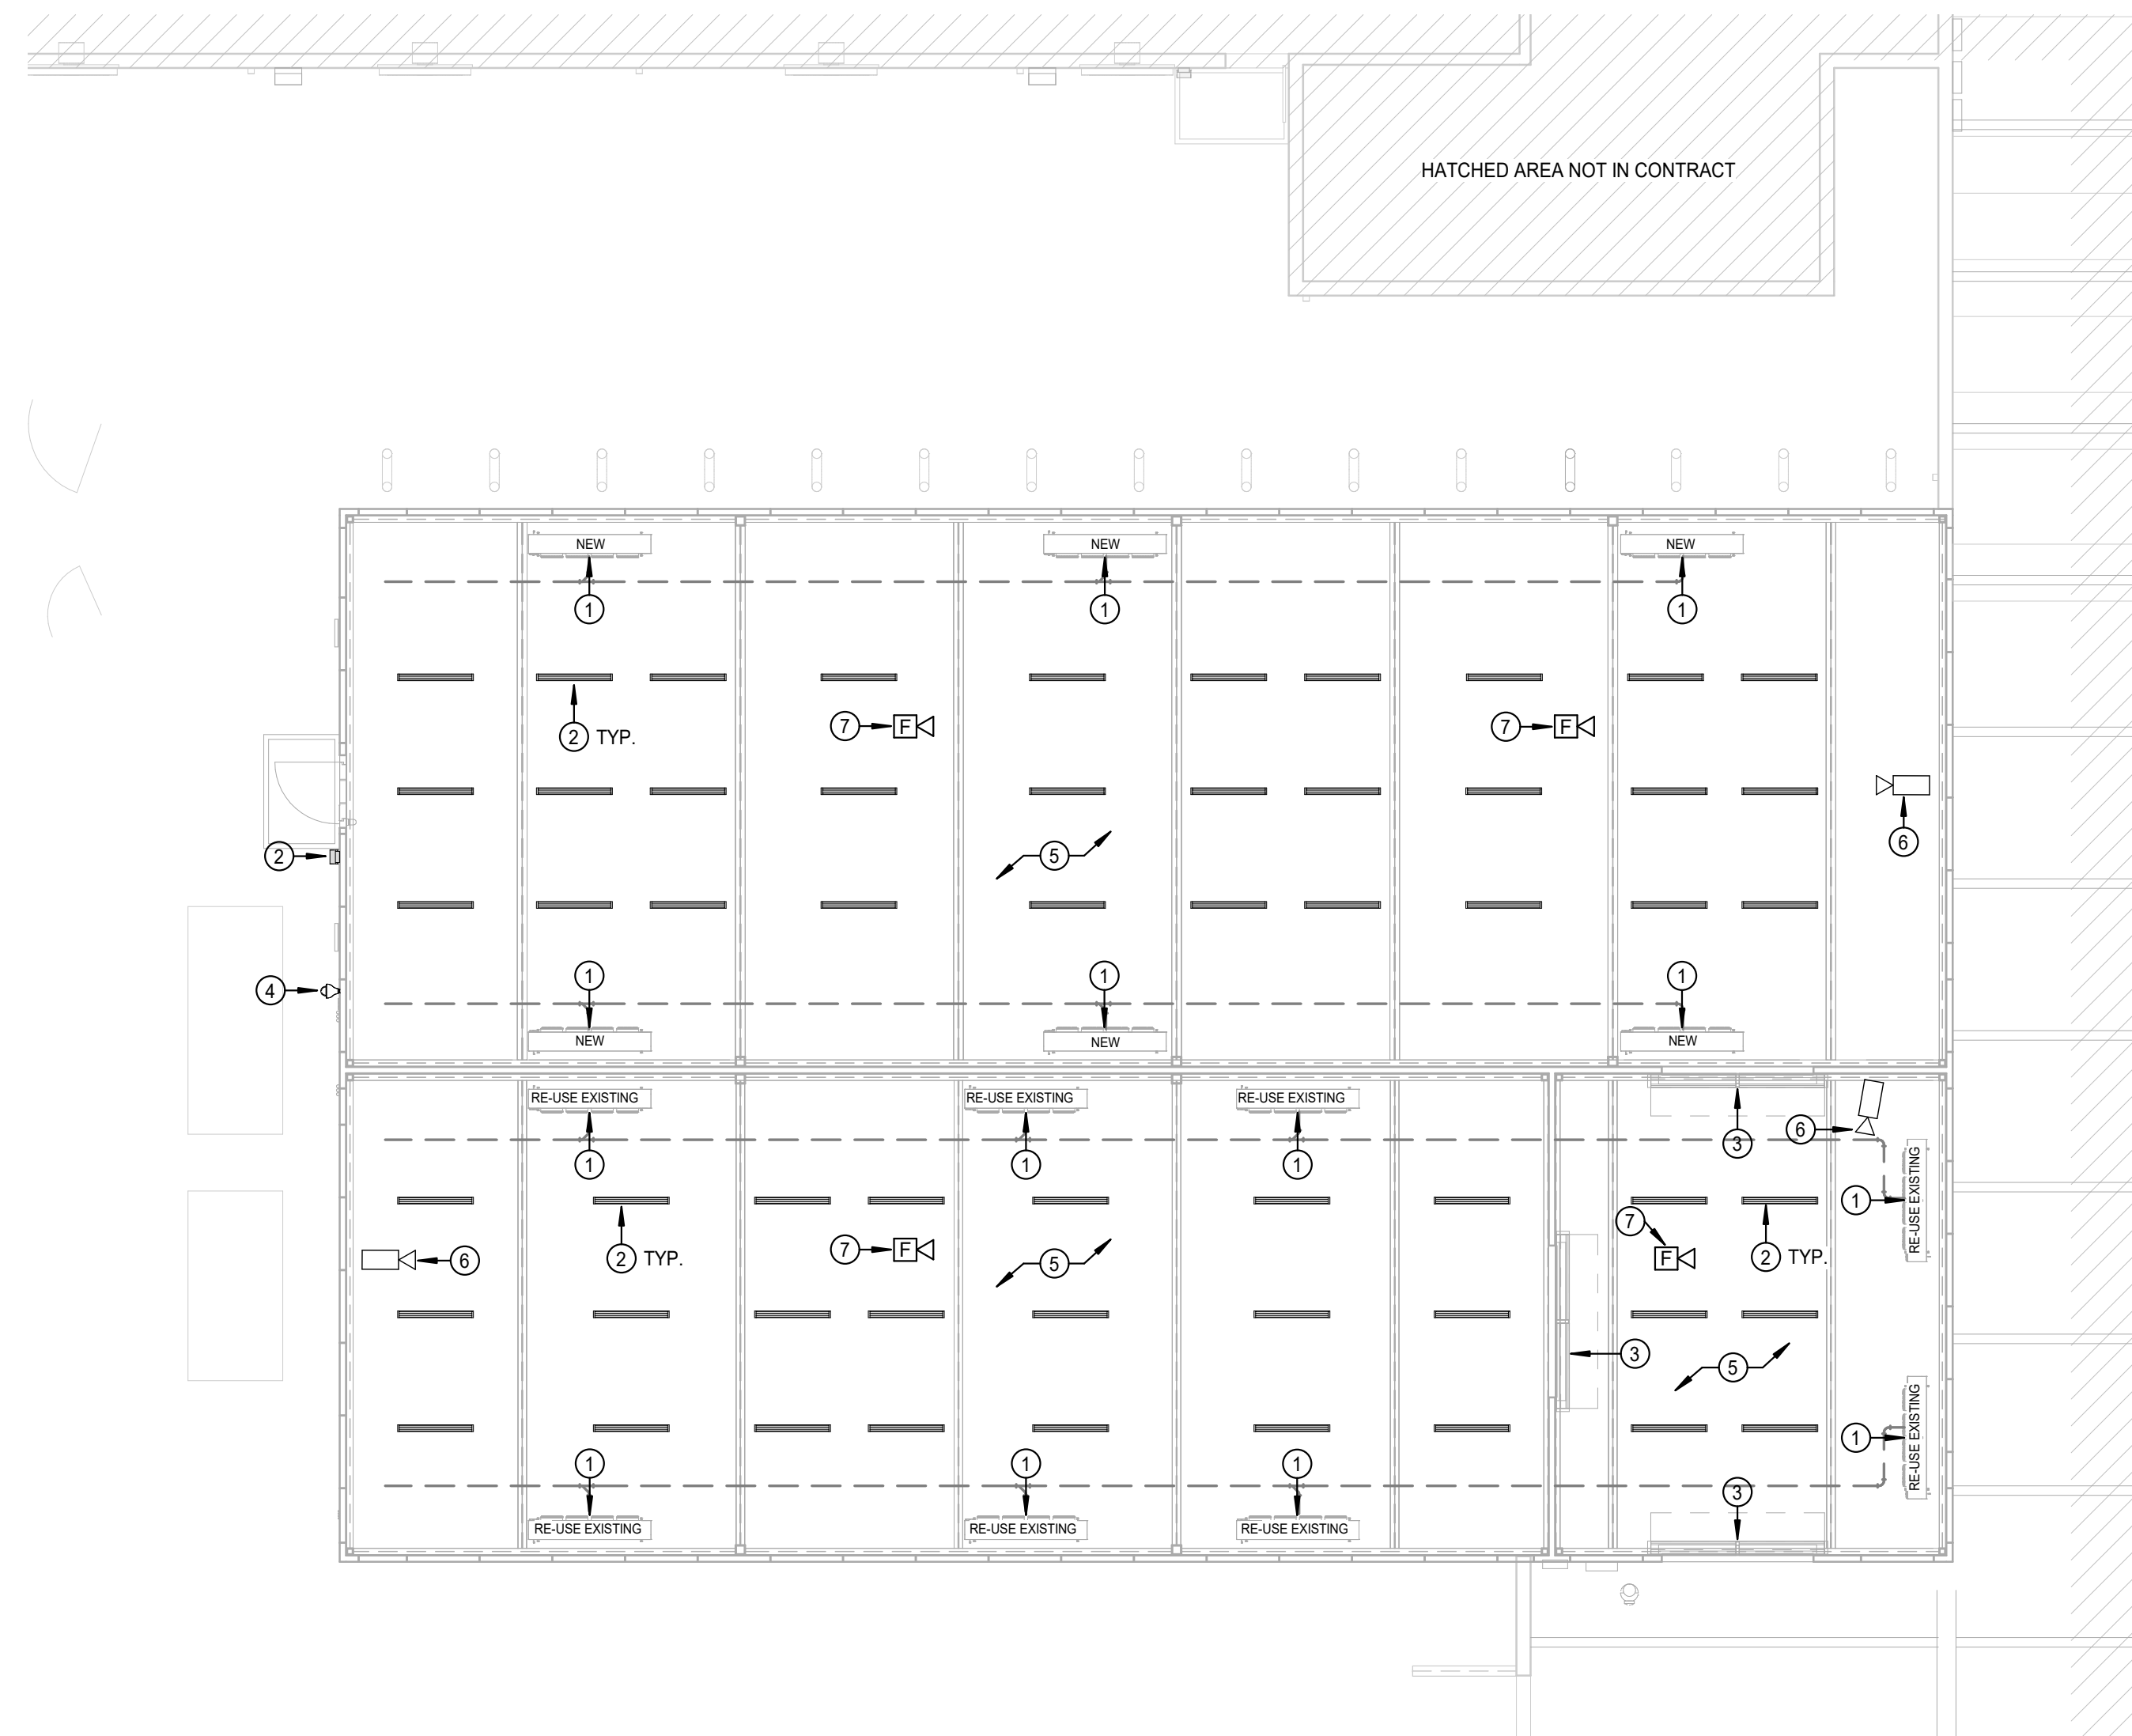 HATCHED AREA NOT IN CONTRACT
NEW
NEW
NEW
1
1
1
7
F
7
F
2 TYP.
6
2
5
4
1
1
1
NEW
NEW
NEW
RE-USE EXISTING
RE-USE EXISTING
RE-USE EXISTING
6
3
1
1
1
RE-USE EXISTING
1
7
F
7
F
6
2 TYP.
5
2 TYP.
3
5
RE-USE EXISTING
1
1
1
1
3
RE-USE EXISTING
RE-USE EXISTING
RE-USE EXISTING